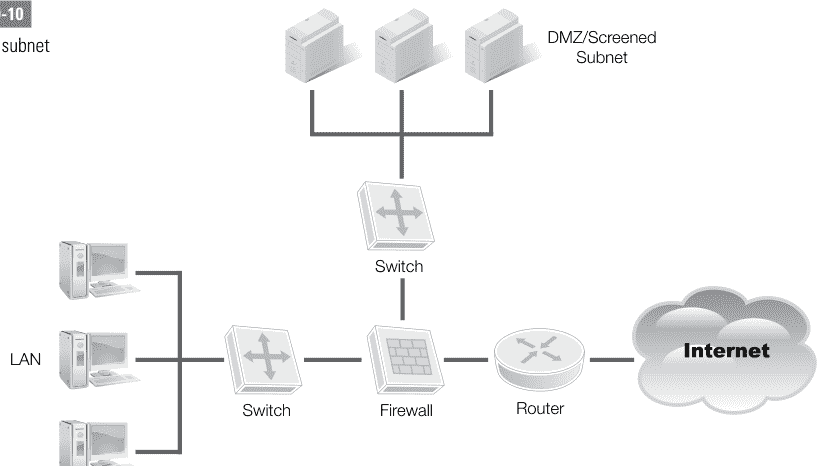 -10
subnet
DMZ/Screened
Subnet
Switch
LAN
Switch
Firewall
Router
Internet